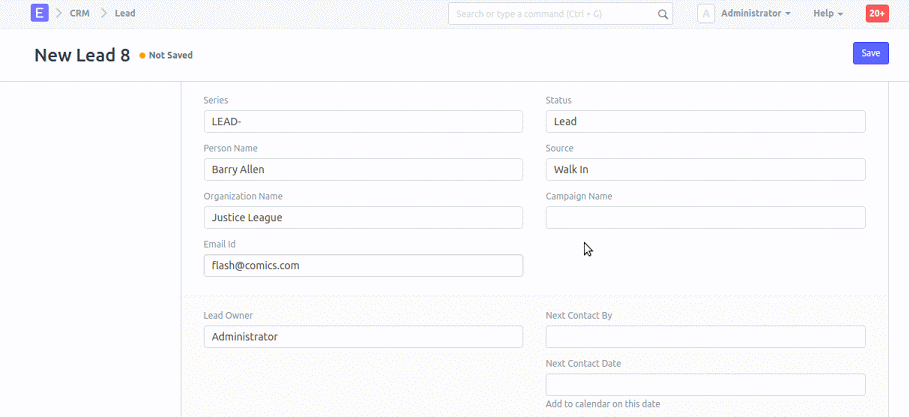 E CRM Lead Search or type a command (Ctrl + G) A Administrator Help 20+
New Lead 8 Not Saved Save
Series Status
LEAD- Lead
Person Name Source
Barry Allen Walk In
Organization Name Campaign Name
Justice League
Email Id
flash@comics.com
Lead Owner Next Contact By
Administrator
Next Contact Date
Add to calendar on this date